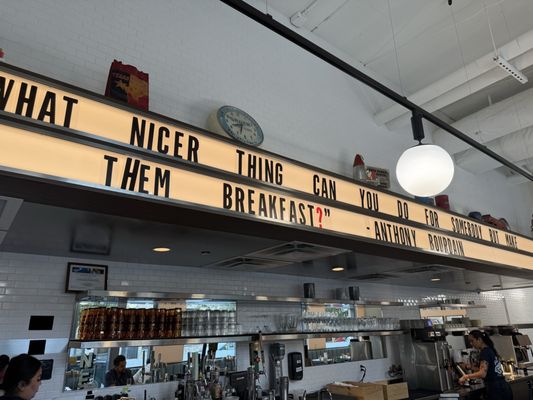 WHAT NICER THING CAN YOU DO FOR SOMEBODY BUT MAKE
THEM BREAKFAST?" - ANTHONY BOURDAIN